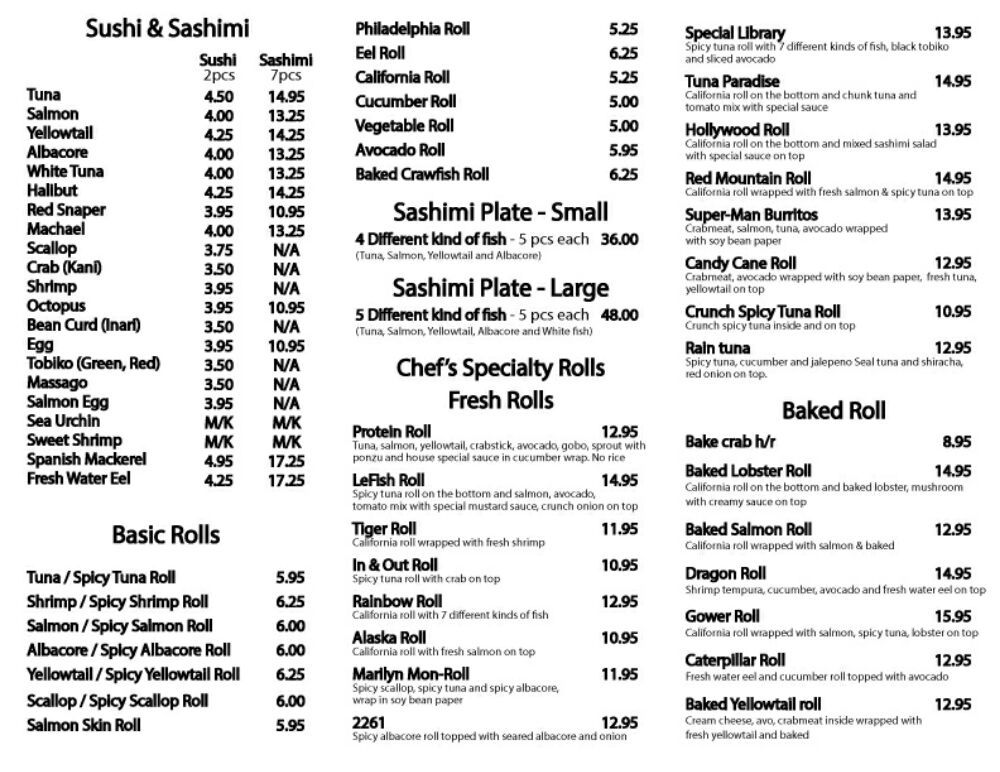 Sushi & Sashimi
Sushi Sashimi
2pcs 7pcs
Tuna 4.50 14.95
Salmon 4.00 13.25
Yellowtail 4.25 14.25
Albacore 4.00 13.25
White Tuna 4.00 13.25
Halibut 4.25 14.25
Red Snaper 3.95 10.95
Machael 4.00 13.25
Scallop 3.75 N/A
Crab (Kani) 3.50 N/A
Shrimp 3.95 N/A
Octopus 3.95 10.95
Bean Curd (Inari) 3.50 N/A
Egg 3.95 10.95
Tobiko (Green, Red) 3.50 N/A
Massago 3.50 N/A
Salmon Egg 3.95 N/A
Sea Urchin M/K M/K
Sweet Shrimp M/K M/K
Spanish Mackerel 4.95 17.25
Fresh Water Eel 4.25 17.25
Basic Rolls
Tuna / Spicy Tuna Roll 5.95
Shrimp / Spicy Shrimp Roll 6.25
Salmon / Spicy Salmon Roll 6.00
Albacore / Spicy Albacore Roll 6.00
Yellowtail / Spicy Yellowtail Roll 6.25
Scallop / Spicy Scallop Roll 6.00
Salmon Skin Roll 5.95
Philadelphia Roll 5.25
Eel Roll 6.25
California Roll 5.25
Cucumber Roll 5.00
Vegetable Roll 5.00
Avocado Roll 5.95
Baked Crawfish Roll 6.25
Sashimi Plate - Small
4 Different kind of fish - 5 pcs each 36.00
(Tuna, Salmon, Yellowtail and Albacore)
Sashimi Plate - Large
5 Different kind of fish - 5 pcs each 48.00
(Tuna, Salmon, Yellowtail, Albacore and White fish)
Chef's Specialty Rolls
Fresh Rolls
Protein Roll 12.95
Tuna, salmon, yellowtail, crabstick, avocado, gobo, sprout with
ponzu and house special sauce in cucumber wrap. No rice
LeFish Roll 14.95
Spicy tuna roll on the bottom and salmon, avocado,
tomato mix with special mustard sauce, crunch onion on top
Tiger Roll 11.95
California roll wrapped with fresh shrimp
In & Out Roll 10.95
Spicy tuna roll with crab on top
Rainbow Roll 12.95
California roll with 7 different kinds of fish
Alaska Roll 10.95
California roll with fresh salmon on top
Marilyn Mon-Roll 11.95
Spicy scallop, spicy tuna and spicy albacore,
wrap in soy bean paper
2261 12.95
Spicy albacore roll topped with seared albacore and onion
Special Library 13.95
Spicy tuna roll with 7 different kinds of fish, black tobiko
and sliced avocado
Tuna Paradise 14.95
California roll on the bottom and chunk tuna and
tomato mix with special sauce
Hollywood Roll 13.95
California roll on the bottom and mixed sashimi salad
with special sauce on top
Red Mountain Roll 14.95
California roll wrapped with fresh salmon & spicy tuna on top
Super-Man Burritos 13.95
Crabmeat, salmon, tuna, avocado wrapped
with soy bean paper
Candy Cane Roll 12.95
Crabmeat, avocado wrapped with soy bean paper, fresh tuna,
yellowtail on top
Crunch Spicy Tuna Roll 10.95
Crunch spicy tuna inside and on top
Rain tuna 12.95
Spicy tuna, cucumber and jalepeno Seal tuna and shiracha,
red onion on top.
Baked Roll
Bake crab h/r 8.95
Baked Lobster Roll 14.95
California roll on the bottom and baked lobster, mushroom
with creamy sauce on top
Baked Salmon Roll 12.95
California roll wrapped with salmon & baked
Dragon Roll 14.95
Shrimp tempura, cucumber, avocado and fresh water eel on top
Gower Roll 15.95
California roll wrapped with salmon, spicy tuna, lobster on top
Caterpillar Roll 12.95
Fresh water eel and cucumber roll topped with avocado
Baked Yellowtail roll 12.95
Cream cheese, avo, crabmeat inside wrapped with
fresh yellowtail and baked